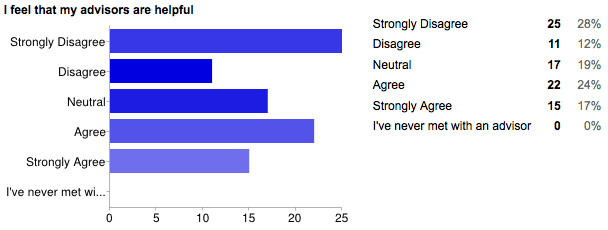 I feel that my advisors are helpful
Strongly Disagree
Disagree
Neutral
Agree
Strongly Agree
I've never met wi...
0 5 10 15 20 25
Strongly Disagree 25 28%
Disagree 11 12%
Neutral 17 19%
Agree 22 24%
Strongly Agree 15 17%
I've never met with an advisor 0 0%